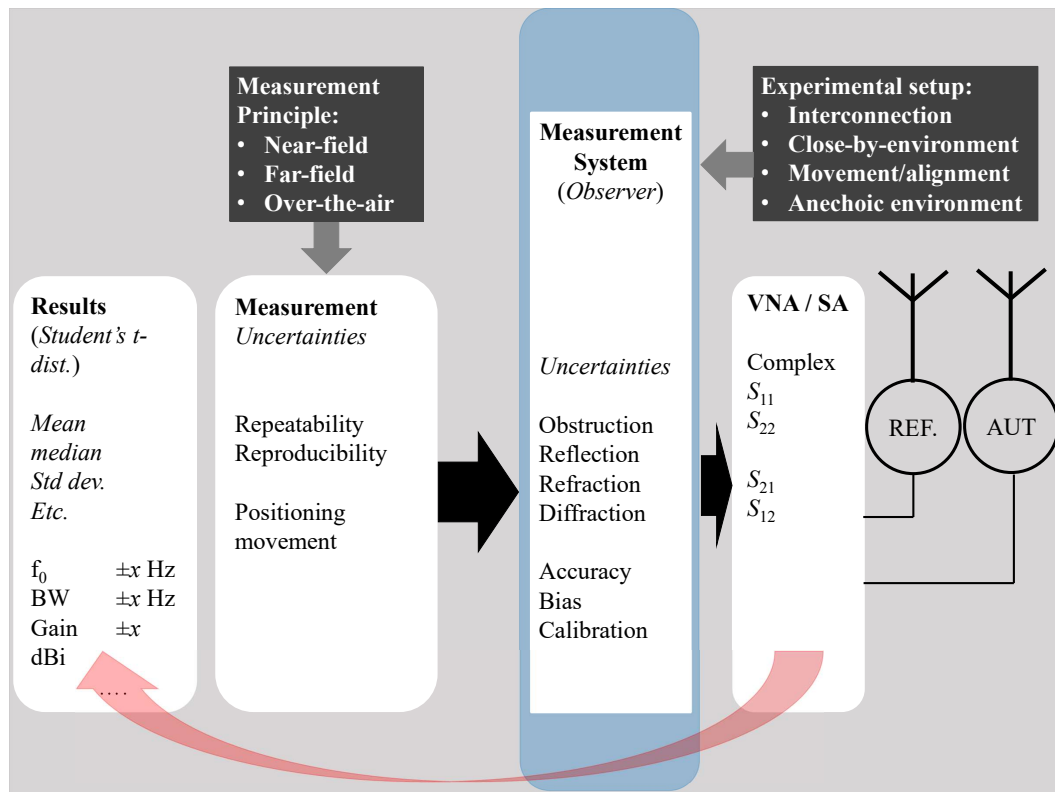 Measurement
Principle:
• Near-field
• Far-field
• Over-the-air
Experimental setup:
• Interconnection
• Close-by-environment
• Movement/alignment
• Anechoic environment
Results
(Student’s t-
dist.)
Mean
median
Std dev.
Etc.
f₀ ±x Hz
BW ±x Hz
Gain ±x
dBi
....
Measurement
Uncertainties
Repeatability
Reproducibility
Positioning
movement
Measurement
System
(Observer)
Uncertainties
Obstruction
Reflection
Refraction
Diffraction
Accuracy
Bias
Calibration
VNA / SA
Complex
S₁₁
S₂₂
S₂₁
S₁₂
REF.
AUT